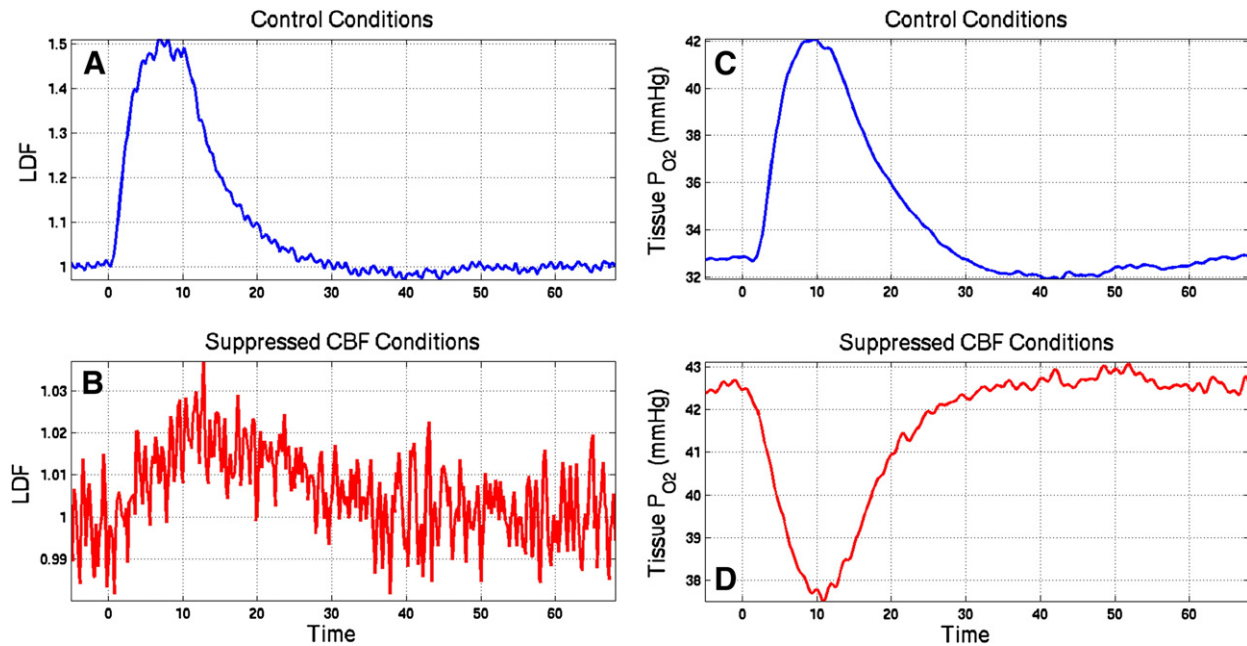 Control Conditions
A
LDF
1.5
1.4
1.3
1.2
1.1
1
0 10 20 30 40 50 60
Control Conditions
C
Tissue P O2 (mmHg)
42
40
38
36
33
32
0 10 20 30 40 50 60
Suppressed CBF Conditions
B
LDF
1.03
1.02
1.01
1
0.99
0 10 20 30 40 50 60
Time
Suppressed CBF Conditions
D
Tissue P O2 (mmHg)
43
42
40
39
38
0 10 20 30 40 50 60
Time